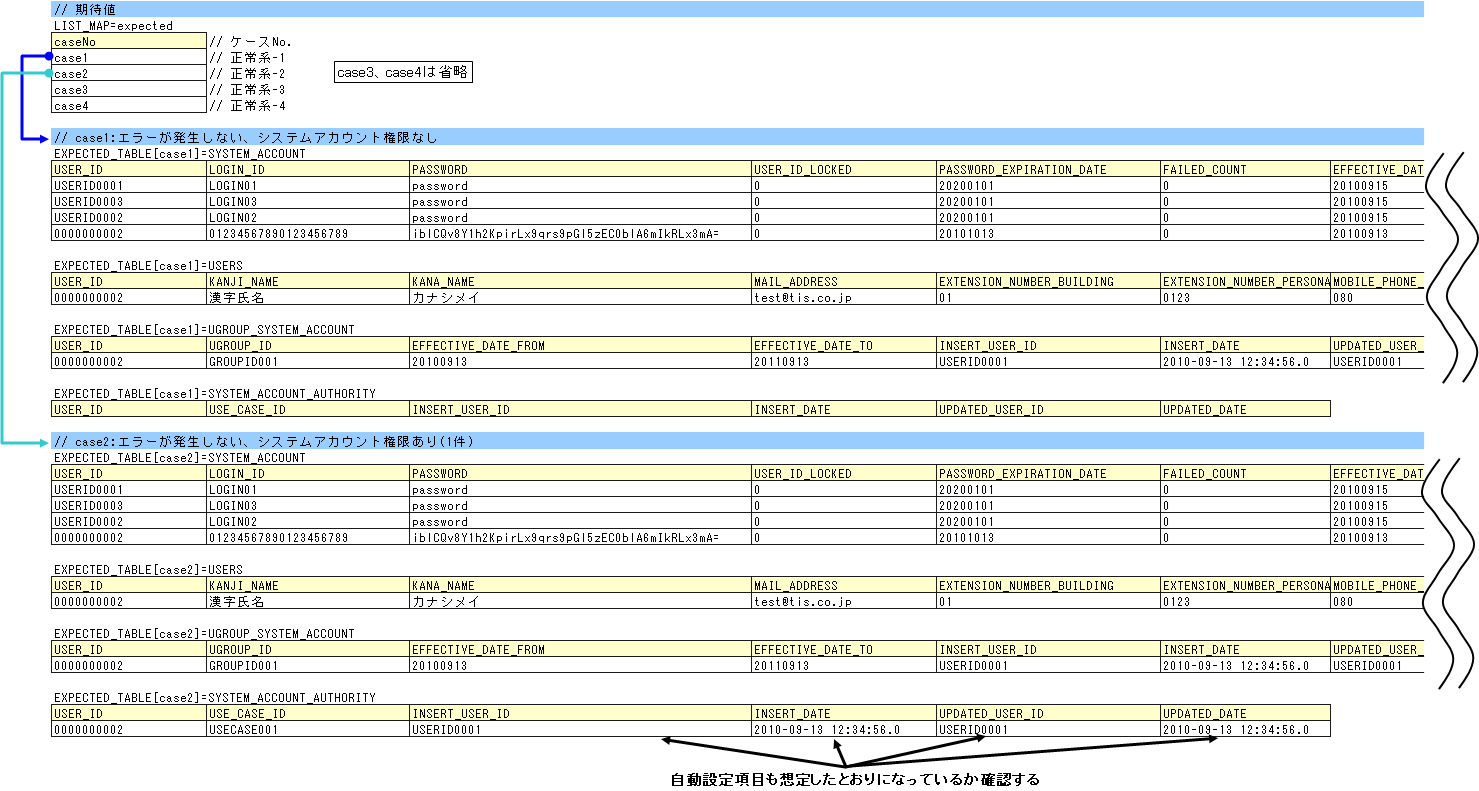 // 期待値
LIST_MAP=expected
caseNo // ケースNo.
case1 // 正常系-1
case2 // 正常系-2
case3 // 正常系-3
case4 // 正常系-4
case3、case4は省略
// case1:エラーが発生しない、システムアカウント権限なし
EXPECTED_TABLE[case1]=SYSTEM_ACCOUNT
USER_ID LOGIN_ID PASSWORD USER_ID_LOCKED PASSWORD_EXPIRATION_DATE FAILED_COUNT EFFECTIVE_DAT
USERID0001 LOGIN01 password 0 20200101 0 20100915
USERID0003 LOGIN03 password 0 20200101 0 20100915
USERID0002 LOGIN02 password 0 20200101 0 20100915
0000000002 01234567890123456789 ibICQv8Y1h2KpirLx9qrs9pGI5zEC0bIA6mIkRLx3mA= 0 20101013 0 20100913
EXPECTED_TABLE[case1]=USERS
USER_ID KANJI_NAME KANA_NAME MAIL_ADDRESS EXTENSION_NUMBER_BUILDING EXTENSION_NUMBER_PERSONA MOBILE_PHONE_
0000000002 漢字氏名 カナシメイ test@tis.co.jp 01 0123 080
EXPECTED_TABLE[case1]=UGROUP_SYSTEM_ACCOUNT
USER_ID UGROUP_ID EFFECTIVE_DATE_FROM EFFECTIVE_DATE_TO INSERT_USER_ID INSERT_DATE UPDATED_USER_
0000000002 GROUPID001 20100913 20110913 USERID0001 2010-09-13 12:34:56.0 USERID0001
EXPECTED_TABLE[case1]=SYSTEM_ACCOUNT_AUTHORITY
USER_ID USE_CASE_ID INSERT_USER_ID INSERT_DATE UPDATED_USER_ID UPDATED_DATE
// case2:エラーが発生しない、システムアカウント権限あり(1件)
EXPECTED_TABLE[case2]=SYSTEM_ACCOUNT
USER_ID LOGIN_ID PASSWORD USER_ID_LOCKED PASSWORD_EXPIRATION_DATE FAILED_COUNT EFFECTIVE_DAT
USERID0001 LOGIN01 password 0 20200101 0 20100915
USERID0003 LOGIN03 password 0 20200101 0 20100915
USERID0002 LOGIN02 password 0 20200101 0 20100915
0000000002 01234567890123456789 ibICQv8Y1h2KpirLx9qrs9pGI5zEC0bIA6mIkRLx3mA= 0 20101013 0 20100913
EXPECTED_TABLE[case2]=USERS
USER_ID KANJI_NAME KANA_NAME MAIL_ADDRESS EXTENSION_NUMBER_BUILDING EXTENSION_NUMBER_PERSONA MOBILE_PHONE_
0000000002 漢字氏名 カナシメイ test@tis.co.jp 01 0123 080
EXPECTED_TABLE[case2]=UGROUP_SYSTEM_ACCOUNT
USER_ID UGROUP_ID EFFECTIVE_DATE_FROM EFFECTIVE_DATE_TO INSERT_USER_ID INSERT_DATE UPDATED_USER_
0000000002 GROUPID001 20100913 20110913 USERID0001 2010-09-13 12:34:56.0 USERID0001
EXPECTED_TABLE[case2]=SYSTEM_ACCOUNT_AUTHORITY
USER_ID USE_CASE_ID INSERT_USER_ID INSERT_DATE UPDATED_USER_ID UPDATED_DATE
0000000002 USECASE001 USERID0001 2010-09-13 12:34:56.0 USERID0001 2010-09-13 12:34:56.0
自動設定項目も想定したとおりになっているか確認する